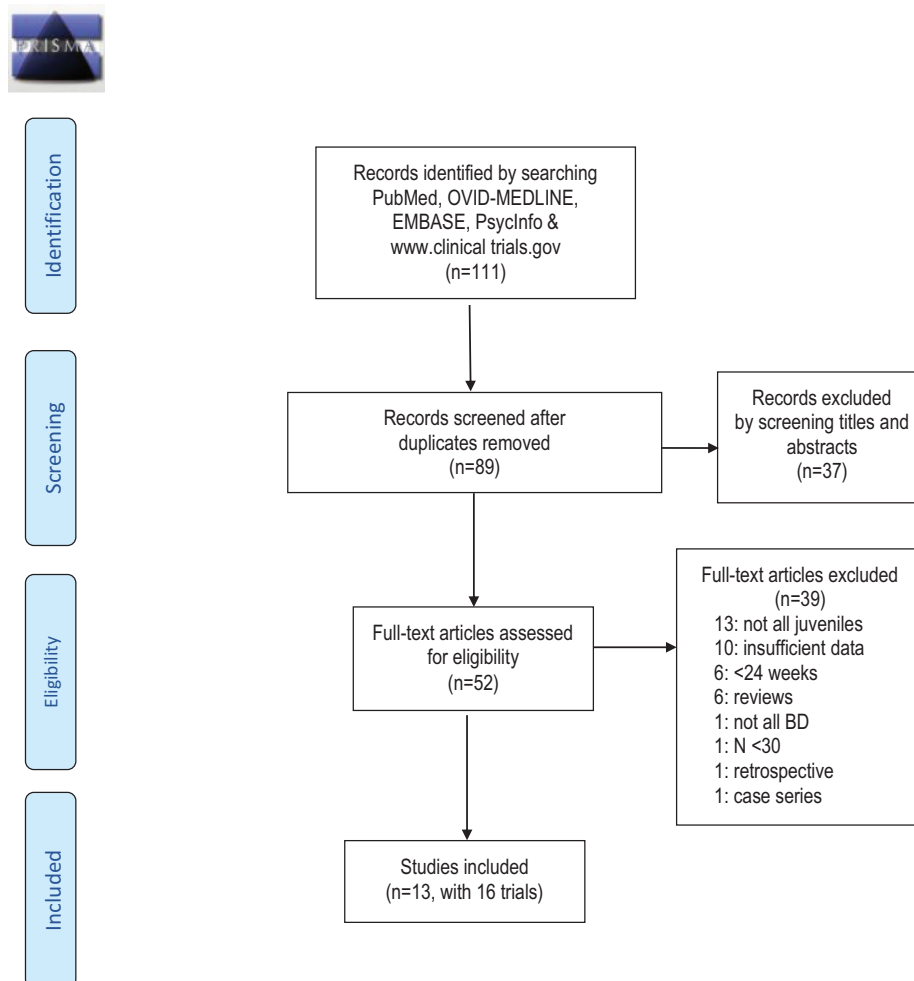 PRISMA
Identification
Records identified by searching
PubMed, OVID-MEDLINE,
EMBASE, PsycInfo &
www.clinical trials.gov
(n=111)
Screening
Records screened after
duplicates removed
(n=89)
Records excluded
by screening titles and
abstracts
(n=37)
Eligibility
Full-text articles assessed
for eligibility
(n=52)
Full-text articles excluded
(n=39)
13: not all juveniles
10: insufficient data
6: <24 weeks
6: reviews
1: not all BD
1: N <30
1: retrospective
1: case series
Included
Studies included
(n=13, with 16 trials)